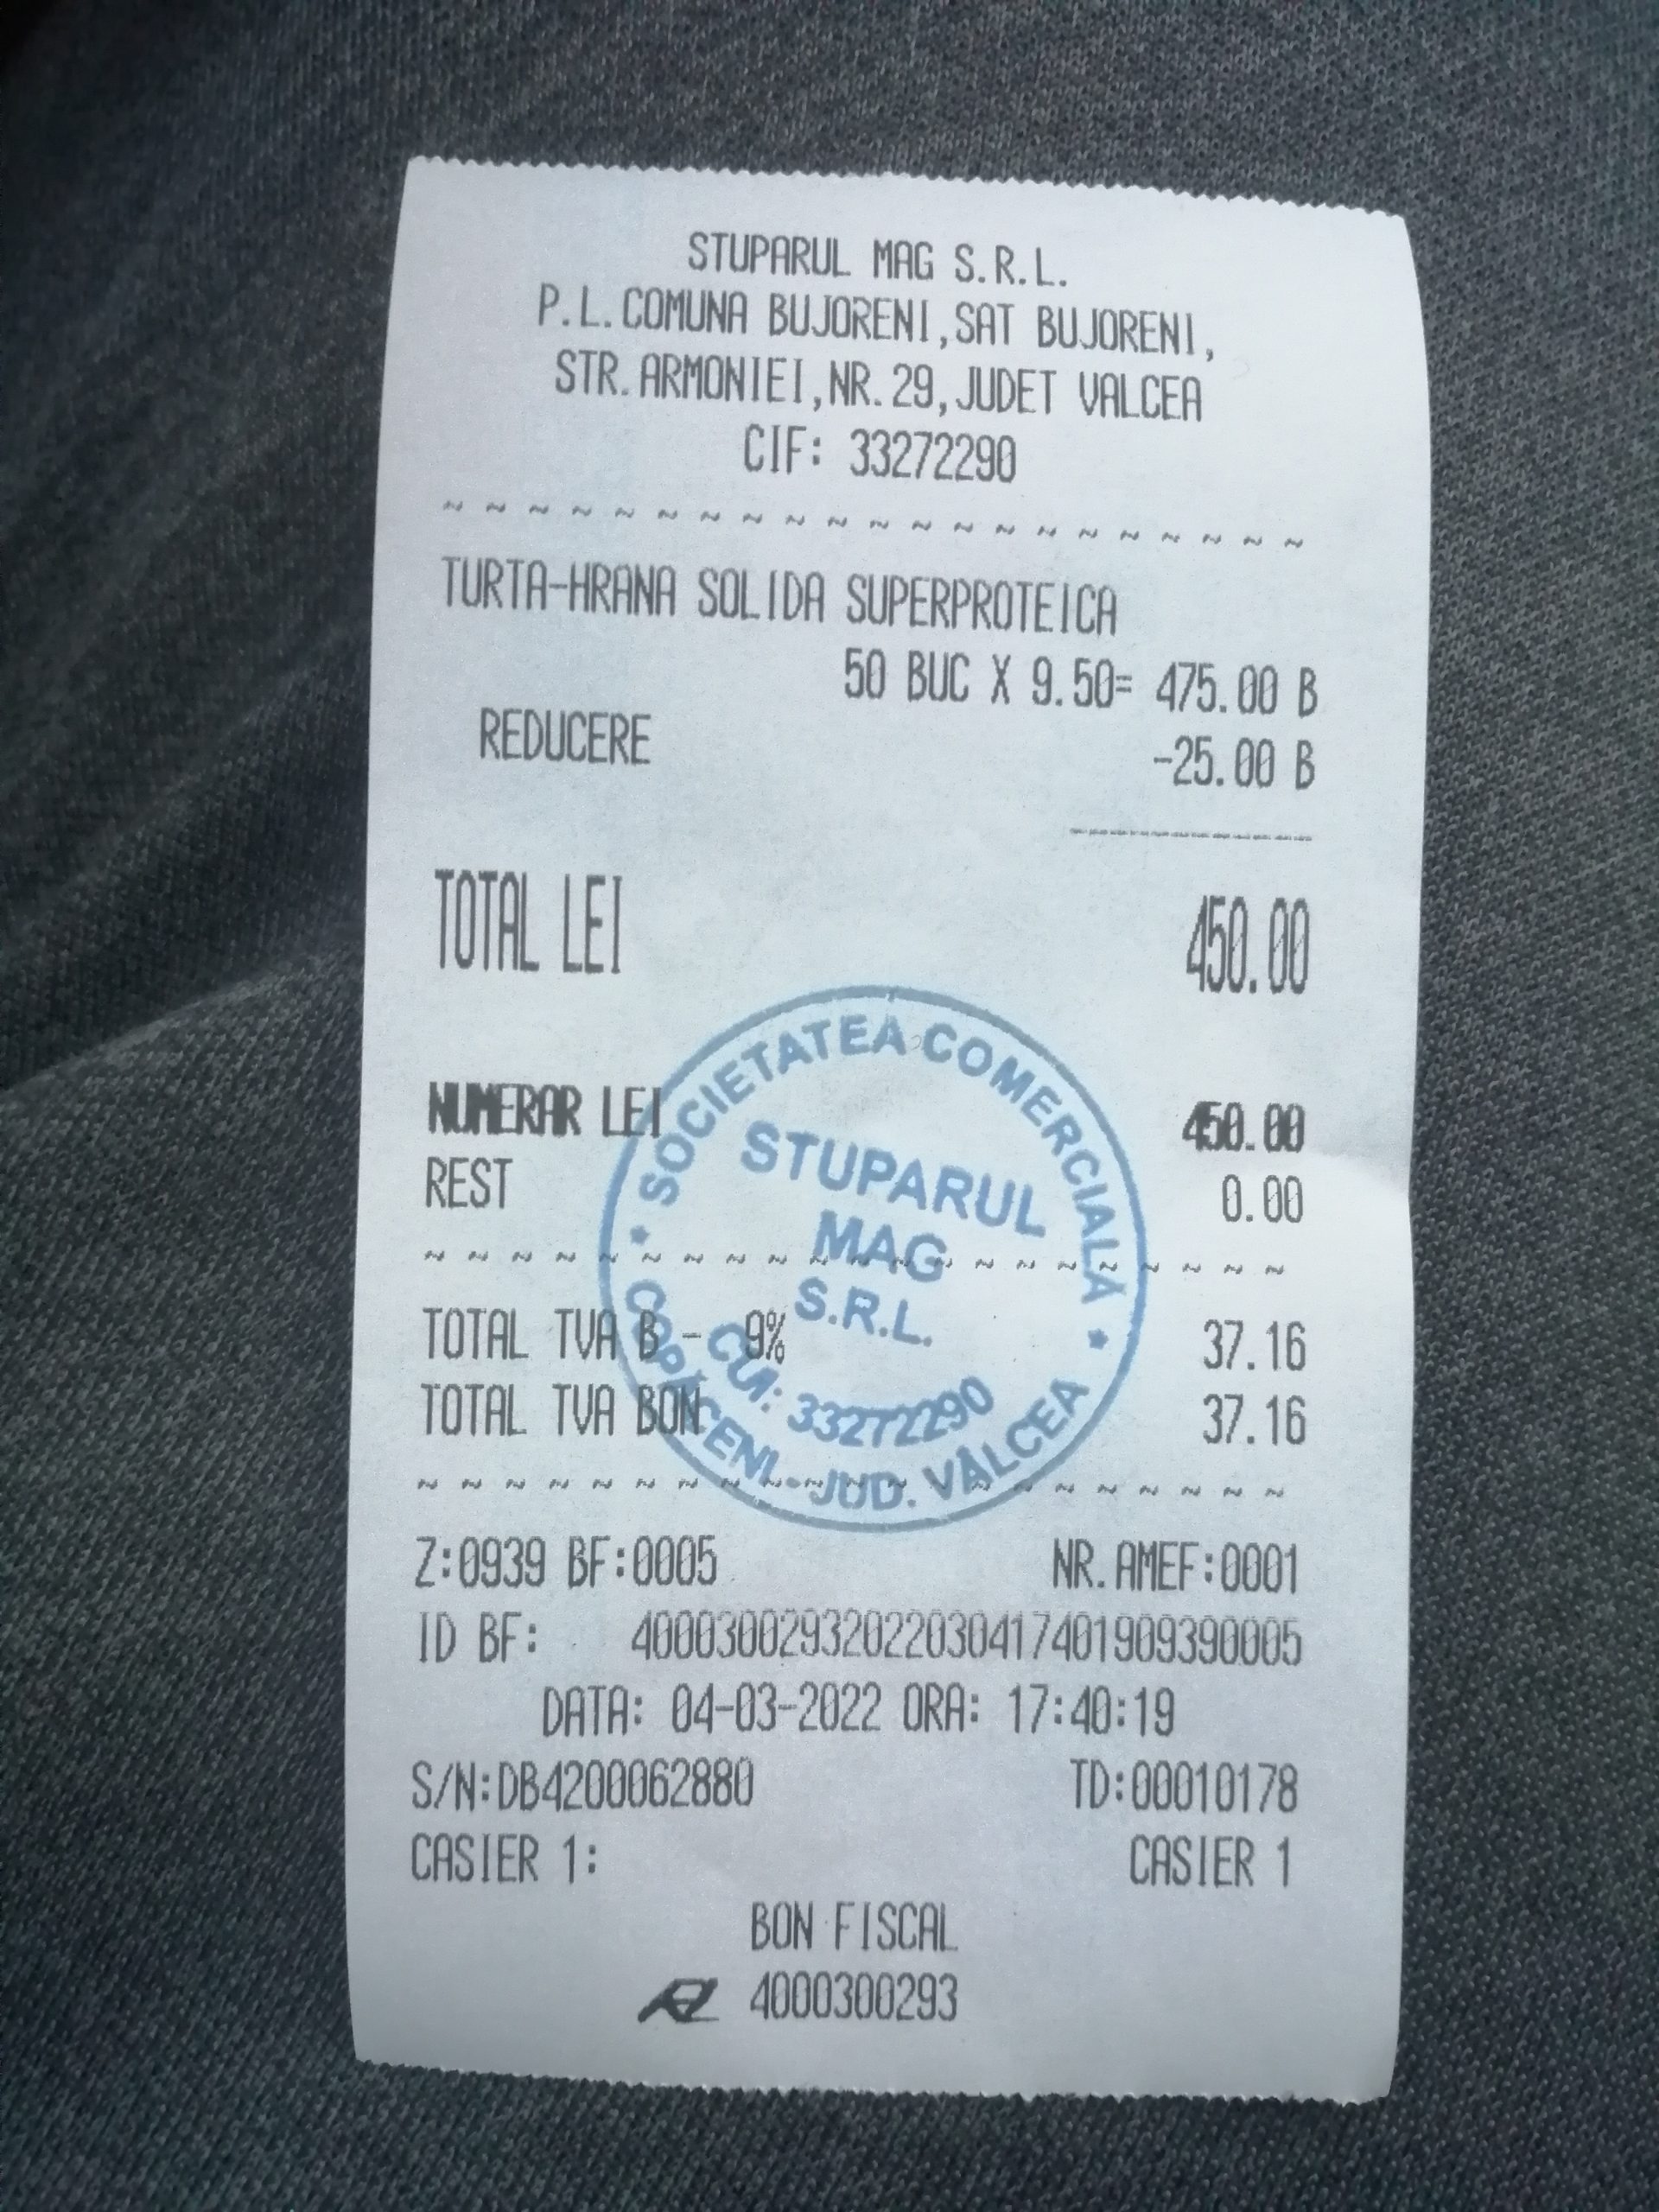 STUPARUL MAG S.R.L.
P.L.COMUNA BUJORENI,SAT BUJORENI,
STR.ARMONIEI,NR.29,JUDET VALCEA
CIF: 33272290
~ ~ ~ ~ ~ ~ ~ ~ ~ ~ ~ ~ ~ ~ ~ ~ ~ ~ ~ ~ ~
TURTA-HRANA SOLIDA SUPERPROTEICA
50 BUC X 9.50= 475.00 B
REDUCERE -25.00 B
TOTAL LEI 450.00
NUMERAR LEI 450.00
REST 0.00
~ ~ ~ ~ ~ ~ ~ ~ ~ ~ ~ ~ ~ ~ ~ ~ ~ ~ ~ ~ ~
TOTAL TVA B - 9% 37.16
TOTAL TVA BON 37.16
~ ~ ~ ~ ~ ~ ~ ~ ~ ~ ~ ~ ~ ~ ~ ~ ~ ~ ~ ~ ~
Z:0939 BF:0005 NR.AMEF:0001
ID BF: 40003002932022030417401909390005
DATA: 04-03-2022 ORA: 17:40:19
S/N:DB4200062880 TD:00010178
CASIER 1: CASIER 1
BON FISCAL
4000300293
SOCIETATEA COMERCIALĂ
STUPARUL
MAG
S.R.L.
CUI: 33272290
* COPĂCENI - JUD. VÂLCEA *